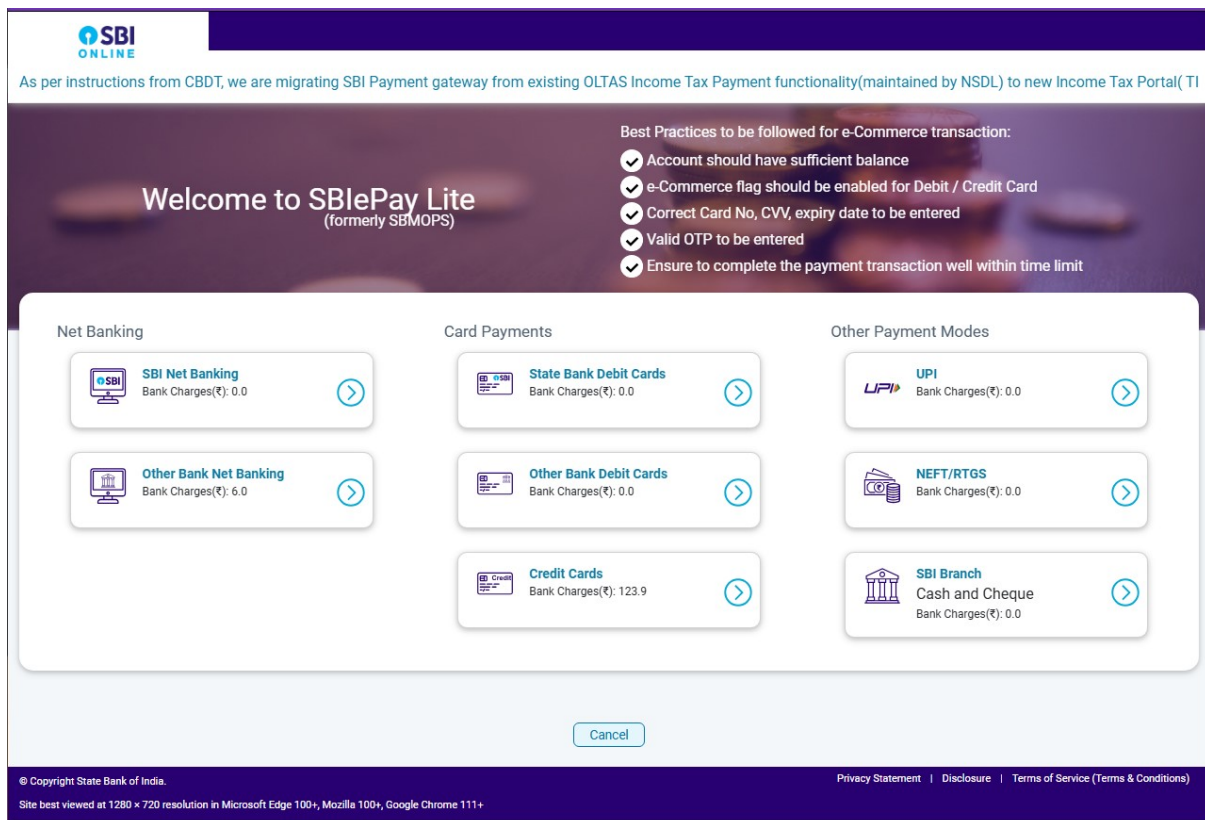 SBI
ONLINE
As per instructions from CBDT, we are migrating SBI Payment gateway from existing OLTAS Income Tax Payment functionality(maintained by NSDL) to new Income Tax Portal( TI
Welcome to SBIePay Lite
(formerly SBMOPS)
Best Practices to be followed for e-Commerce transaction:
Account should have sufficient balance
e-Commerce flag should be enabled for Debit / Credit Card
Correct Card No, CVV, expiry date to be entered
Valid OTP to be entered
Ensure to complete the payment transaction well within time limit
Net Banking
SBI
SBI Net Banking
Bank Charges(₹): 0.0
Other Bank Net Banking
Bank Charges(₹): 6.0
Card Payments
SBI
State Bank Debit Cards
Bank Charges(₹): 0.0
Other Bank Debit Cards
Bank Charges(₹): 0.0
Credit
Credit Cards
Bank Charges(₹): 123.9
Other Payment Modes
UPI
UPI
Bank Charges(₹): 0.0
NEFT/RTGS
Bank Charges(₹): 0.0
SBI Branch
Cash and Cheque
Bank Charges(₹): 0.0
Cancel
© Copyright State Bank of India.
Privacy Statement | Disclosure | Terms of Service (Terms & Conditions)
Site best viewed at 1280 × 720 resolution in Microsoft Edge 100+, Mozilla 100+, Google Chrome 111+